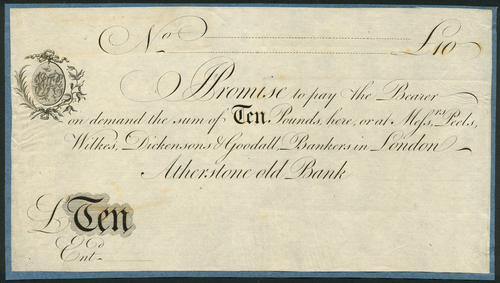 No £10
I Promise to pay the Bearer
on demand the sum of Ten Pounds, here, or at Messrs. Peels,
Wilkes, Dickensons & Goodall, Bankers in London
Atherstone old Bank
£Ten
Entd